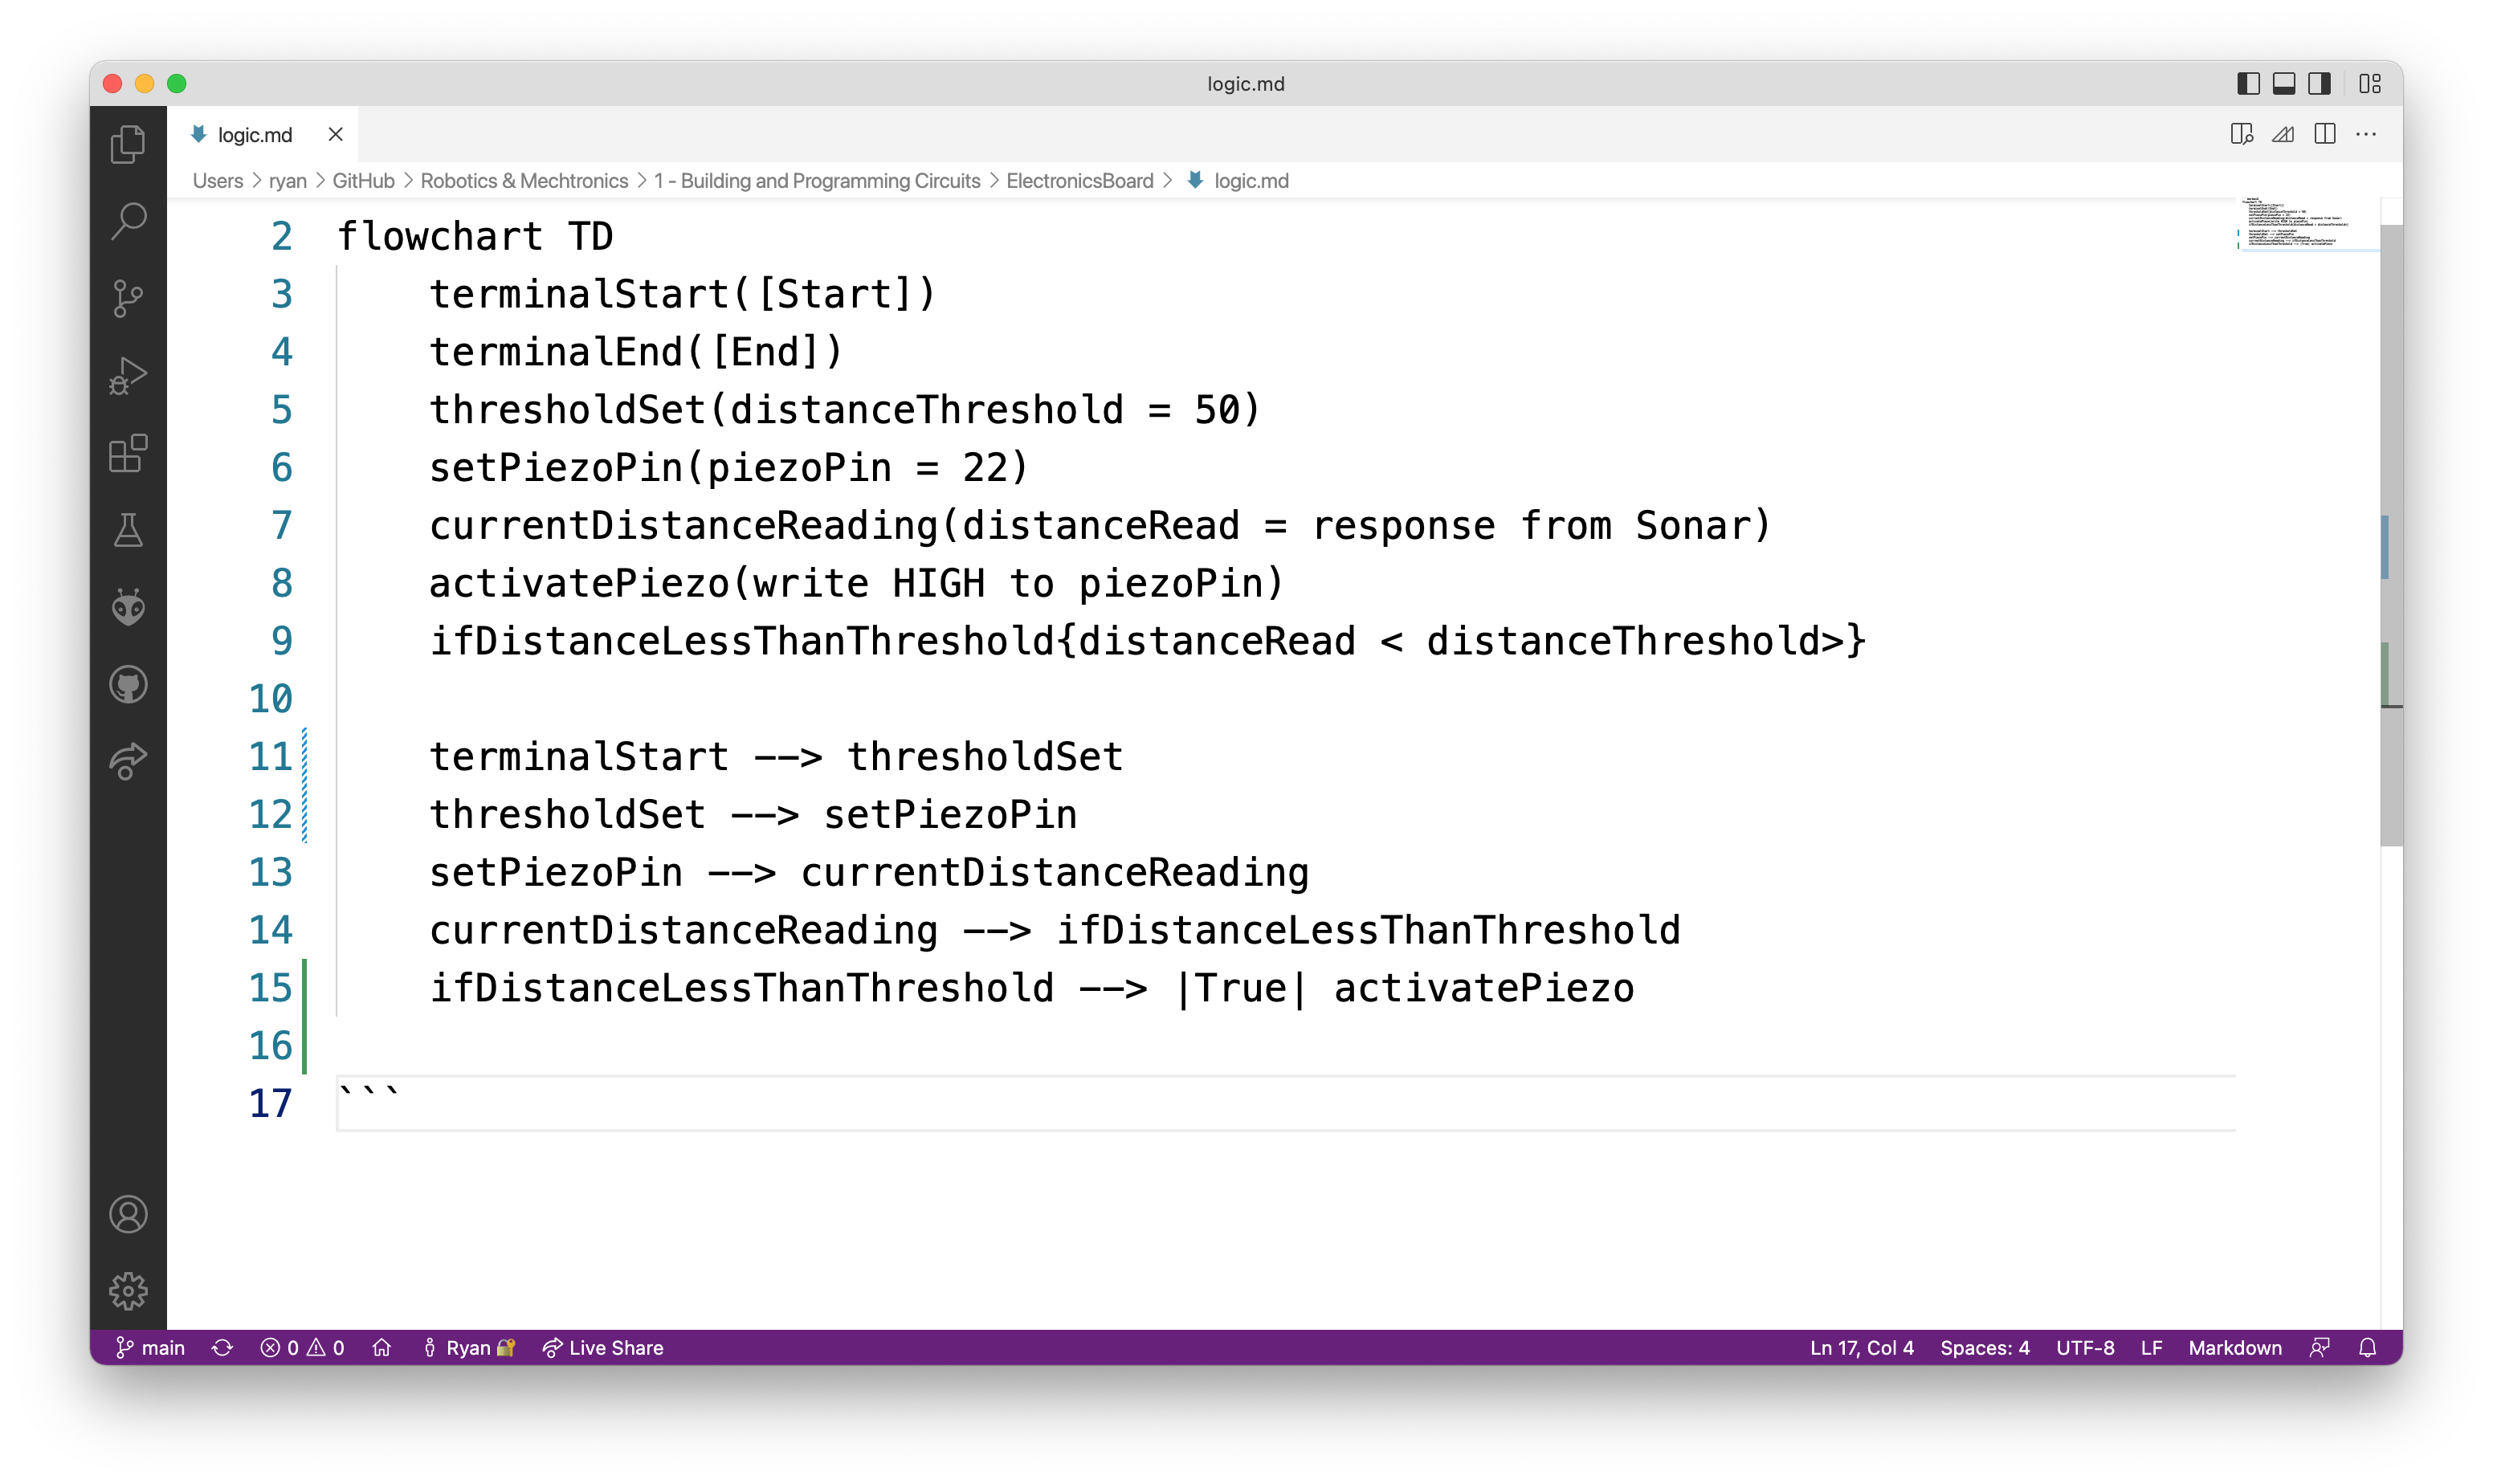 logic.md
logic.md
Users > ryan > GitHub > Robotics & Mechtronics > 1 - Building and Programming Circuits > ElectronicsBoard > logic.md
2 flowchart TD
3 terminalStart([Start])
4 terminalEnd([End])
5 thresholdSet(distanceThreshold = 50)
6 setPiezoPin(piezoPin = 22)
7 currentDistanceReading(distanceRead = response from Sonar)
8 activatePiezo(write HIGH to piezoPin)
9 ifDistanceLessThanThreshold{distanceRead < distanceThreshold>}
10
11 terminalStart --> thresholdSet
12 thresholdSet --> setPiezoPin
13 setPiezoPin --> currentDistanceReading
14 currentDistanceReading --> ifDistanceLessThanThreshold
15 ifDistanceLessThanThreshold --> |True| activatePiezo
16
17 ```
main 0 0 Ryan 🔐 Live Share Ln 17, Col 4 Spaces: 4 UTF-8 LF Markdown